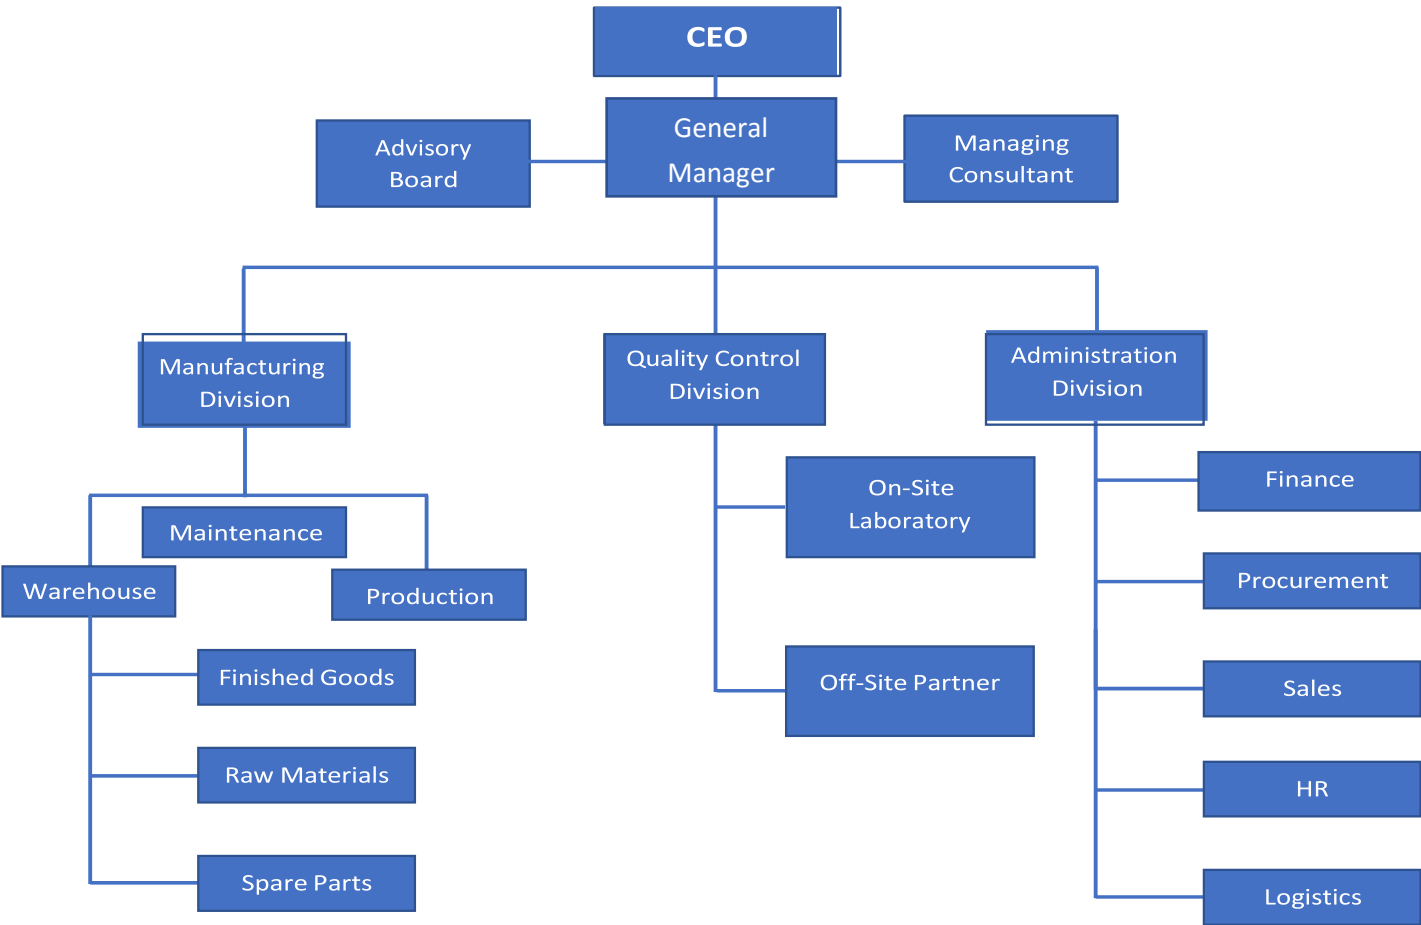 CEO
General
Manager
Advisory
Board
Managing
Consultant
Manufacturing
Division
Quality Control
Division
Administration
Division
Maintenance
Warehouse
Production
Finished Goods
Raw Materials
Spare Parts
On-Site
Laboratory
Off-Site Partner
Finance
Procurement
Sales
HR
Logistics